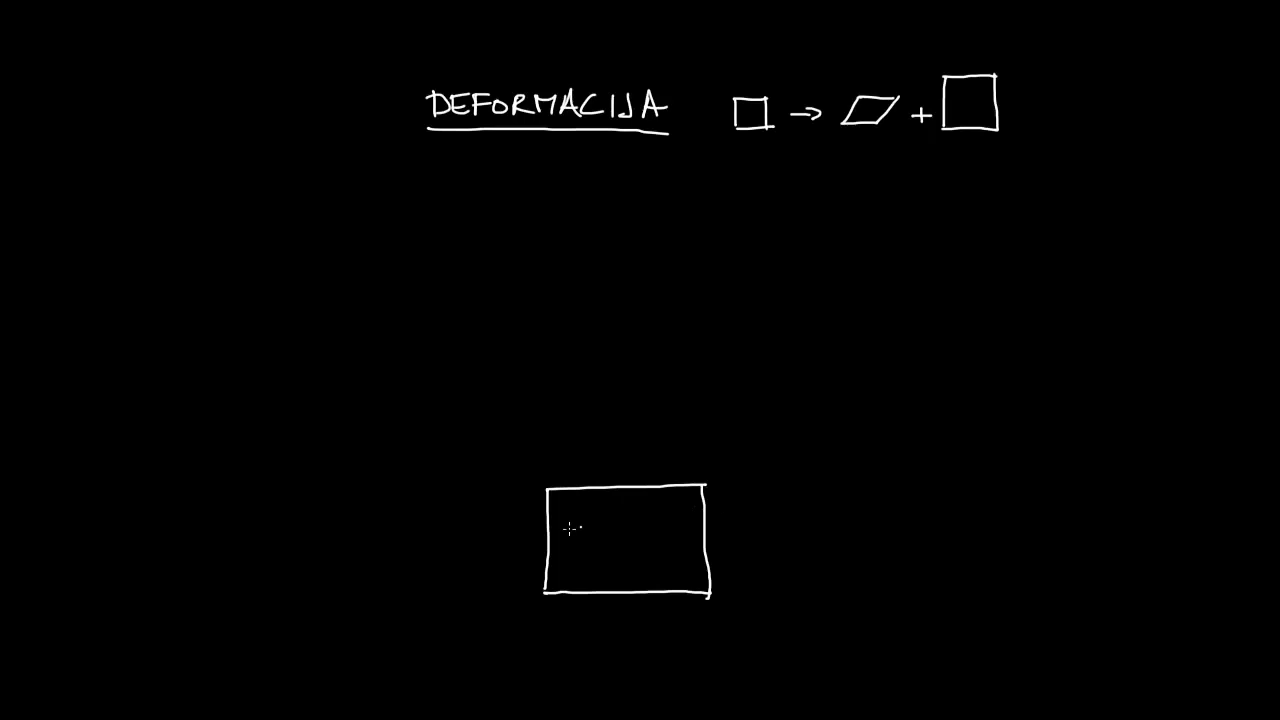 DEFORMACIJA → +